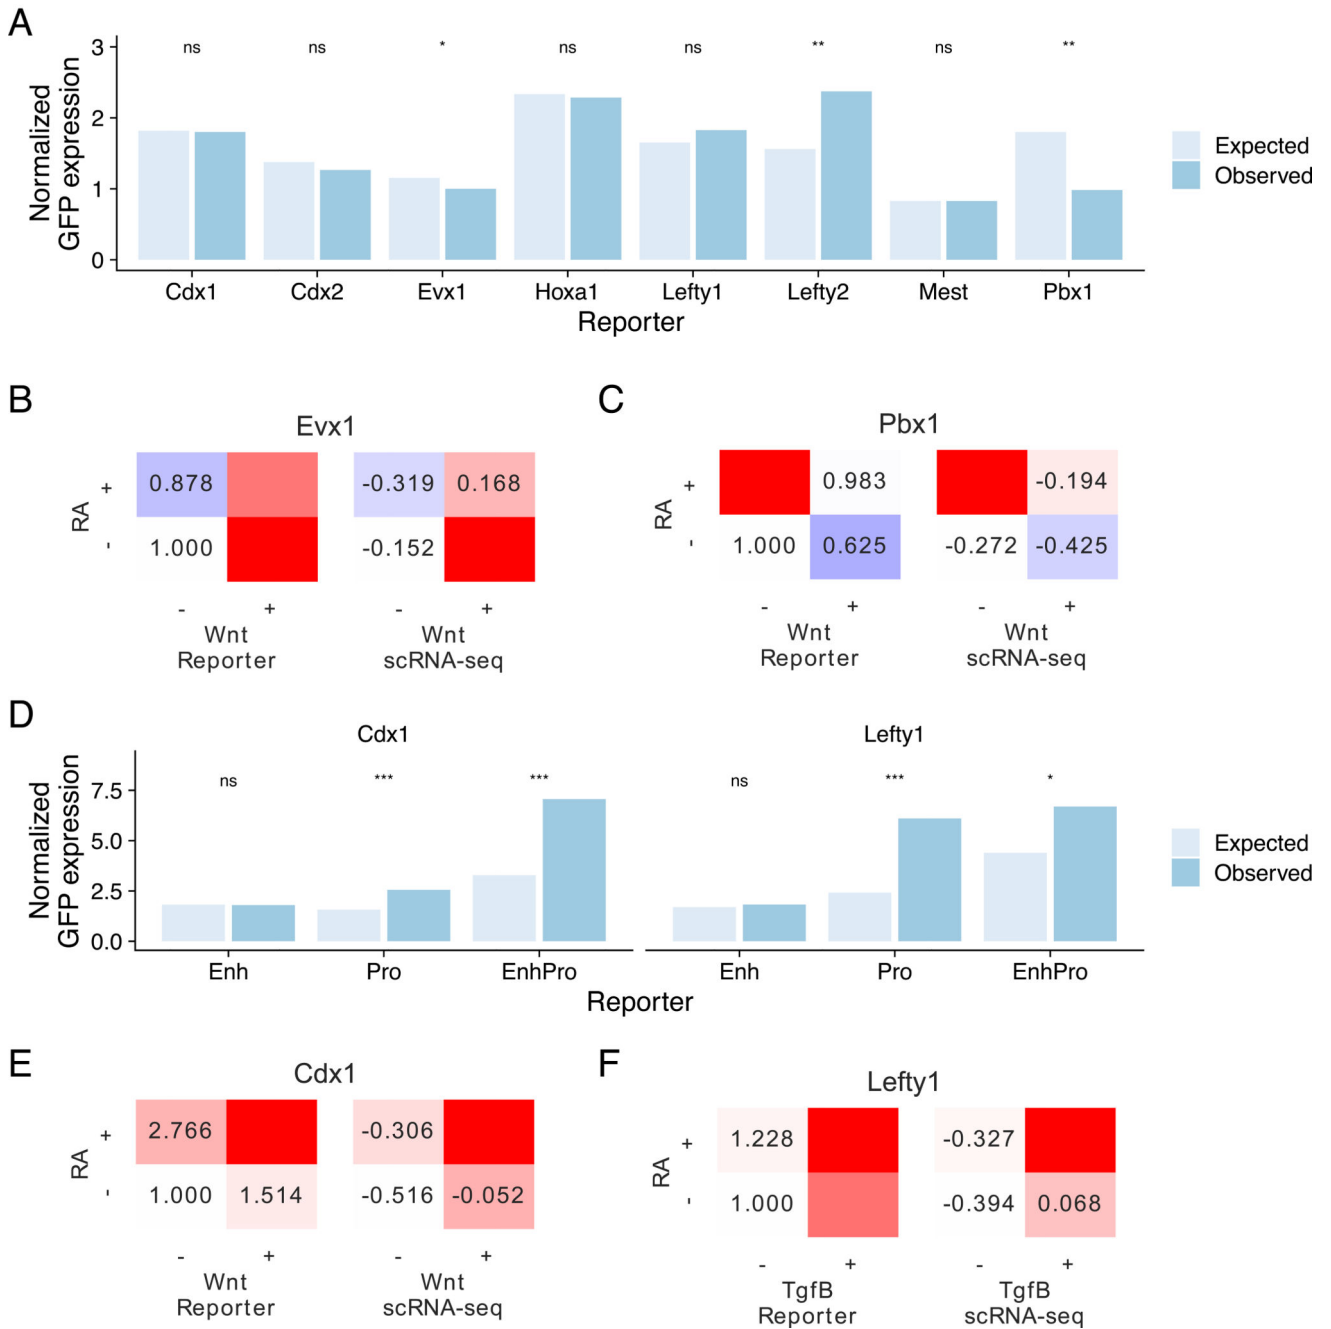 A
Normalized
GFP expression
3
2
1
0
ns ns * ns ns ** ns **
Cdx1 Cdx2 Evx1 Hoxa1 Lefty1 Lefty2 Mest Pbx1
Reporter
Expected
Observed
B
Evx1
RA
+ 0.878 -0.319 0.168
- 1.000 -0.152
- + - +
Wnt Wnt
Reporter scRNA-seq
C
Pbx1
RA
+ 0.983 -0.194
- 1.000 0.625 -0.272 -0.425
- + - +
Wnt Wnt
Reporter scRNA-seq
D
Cdx1 Lefty1
Normalized
GFP expression
7.5
5.0
2.5
0.0
ns *** *** ns *** *
Enh Pro EnhPro Enh Pro EnhPro
Reporter
Expected
Observed
E
Cdx1
RA
+ 2.766 -0.306
- 1.000 1.514 -0.516 -0.052
- + - +
Wnt Wnt
Reporter scRNA-seq
F
Lefty1
RA
+ 1.228 -0.327
- 1.000 -0.394 0.068
- + - +
TgfB TgfB
Reporter scRNA-seq